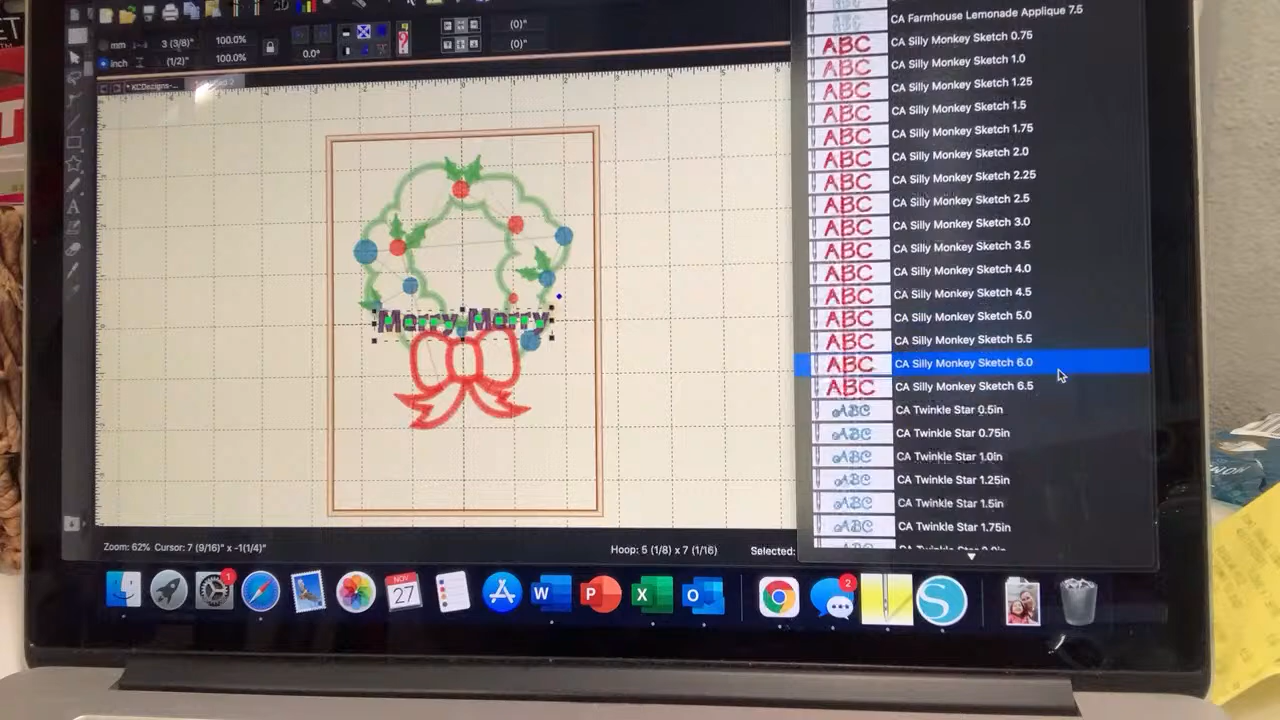 CA Farmhouse Lemonade Applique 7.5
mm 3 (3/8)" 100.0% (0)"
inch (1/2)" 100.0% 0.0° (0)"
ABC CA Silly Monkey Sketch 0.75
ABC CA Silly Monkey Sketch 1.0
ABC CA Silly Monkey Sketch 1.25
ABC CA Silly Monkey Sketch 1.5
ABC CA Silly Monkey Sketch 1.75
ABC CA Silly Monkey Sketch 2.0
ABC CA Silly Monkey Sketch 2.25
ABC CA Silly Monkey Sketch 2.5
ABC CA Silly Monkey Sketch 3.0
ABC CA Silly Monkey Sketch 3.5
ABC CA Silly Monkey Sketch 4.0
ABC CA Silly Monkey Sketch 4.5
ABC CA Silly Monkey Sketch 5.0
ABC CA Silly Monkey Sketch 5.5
ABC CA Silly Monkey Sketch 6.0
ABC CA Silly Monkey Sketch 6.5
ABC CA Twinkle Star 0.5in
ABC CA Twinkle Star 0.75in
ABC CA Twinkle Star 1.0in
ABC CA Twinkle Star 1.25in
ABC CA Twinkle Star 1.5in
ABC CA Twinkle Star 1.75in
Merry Merry
Zoom: 62% Cursor: 7 (9/16)" x -1(1/4)" Hoop: 5 (1/8) x 7 (1/16) Selected:
NOV
27
1
2
W P X O S